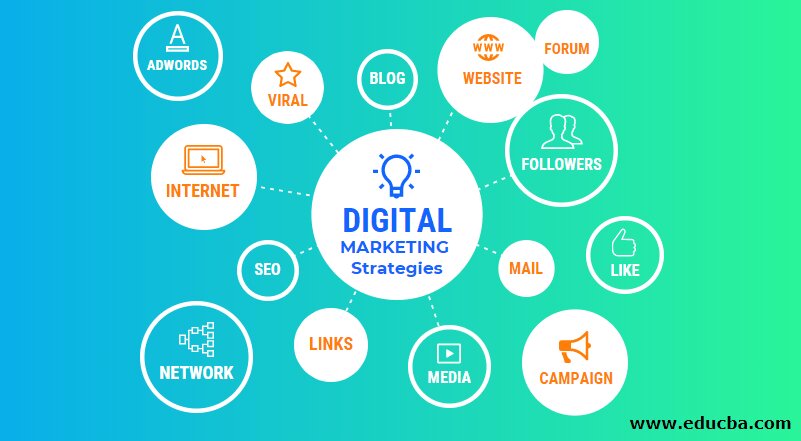 ADWORDS
VIRAL
BLOG
WWW
WEBSITE
FORUM
INTERNET
DIGITAL
MARKETING
Strategies
FOLLOWERS
SEO
MAIL
LIKE
NETWORK
LINKS
MEDIA
CAMPAIGN
www.educba.com